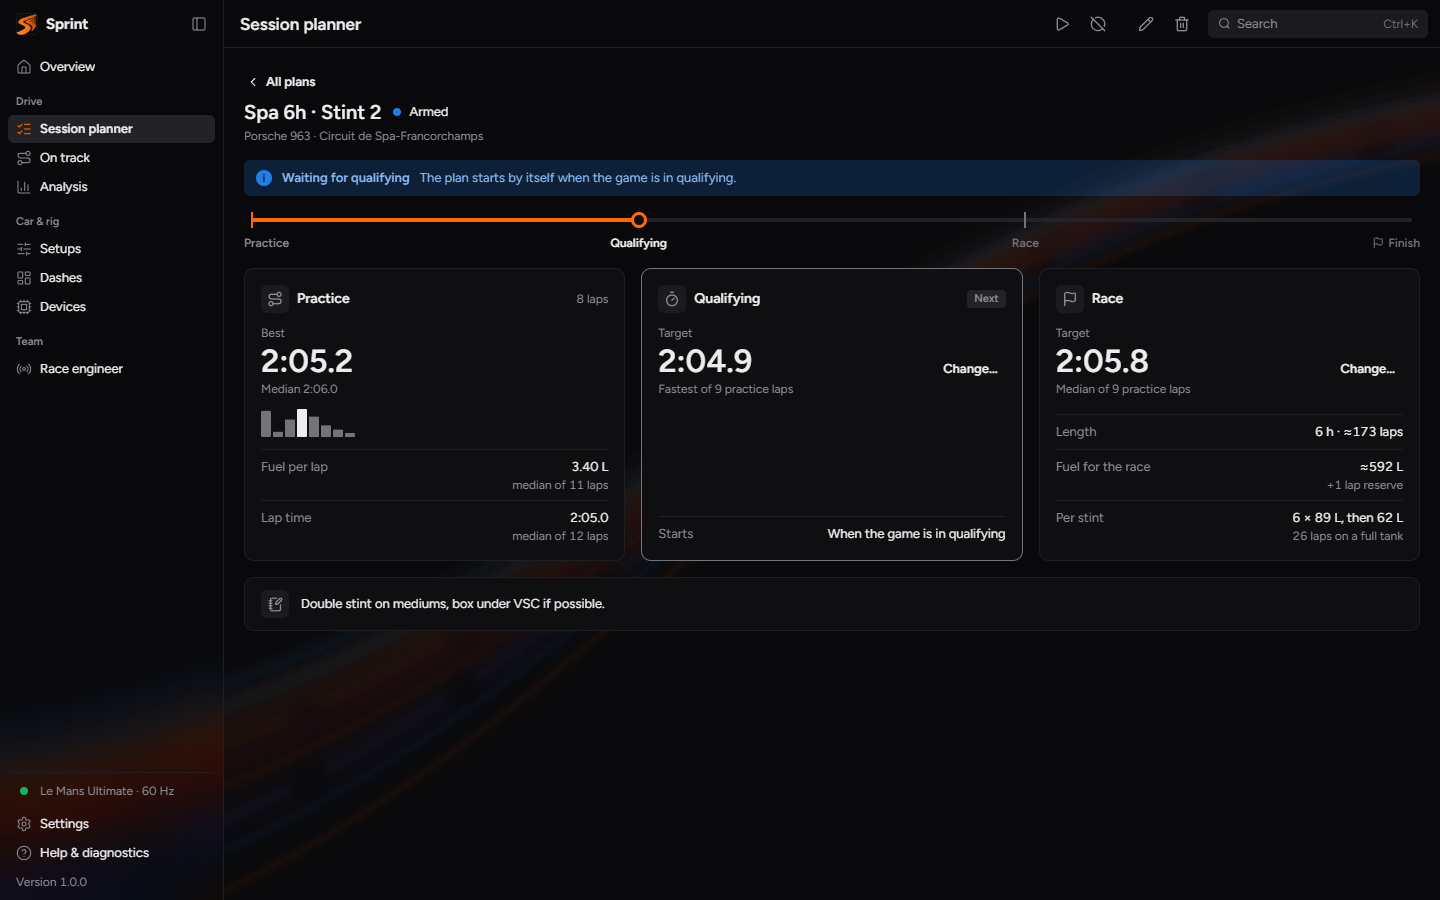 Sprint
Session planner
Search
Ctrl+K
Overview
Drive
Session planner
On track
Analysis
Car & rig
Setups
Dashes
Devices
Team
Race engineer
All plans
Spa 6h · Stint 2
Armed
Porsche 963 · Circuit de Spa-Francorchamps
Waiting for qualifying The plan starts by itself when the game is in qualifying.
Practice
Qualifying
Race
Finish
Practice
8 laps
Best
2:05.2
Median 2:06.0
Fuel per lap
3.40 L
median of 11 laps
Lap time
2:05.0
median of 12 laps
Qualifying
Next
Target
2:04.9
Change...
Fastest of 9 practice laps
Starts
When the game is in qualifying
Race
Target
2:05.8
Change...
Median of 9 practice laps
Length
6 h · ≈173 laps
Fuel for the race
≈592 L
+1 lap reserve
Per stint
6 × 89 L, then 62 L
26 laps on a full tank
Double stint on mediums, box under VSC if possible.
Le Mans Ultimate · 60 Hz
Settings
Help & diagnostics
Version 1.0.0